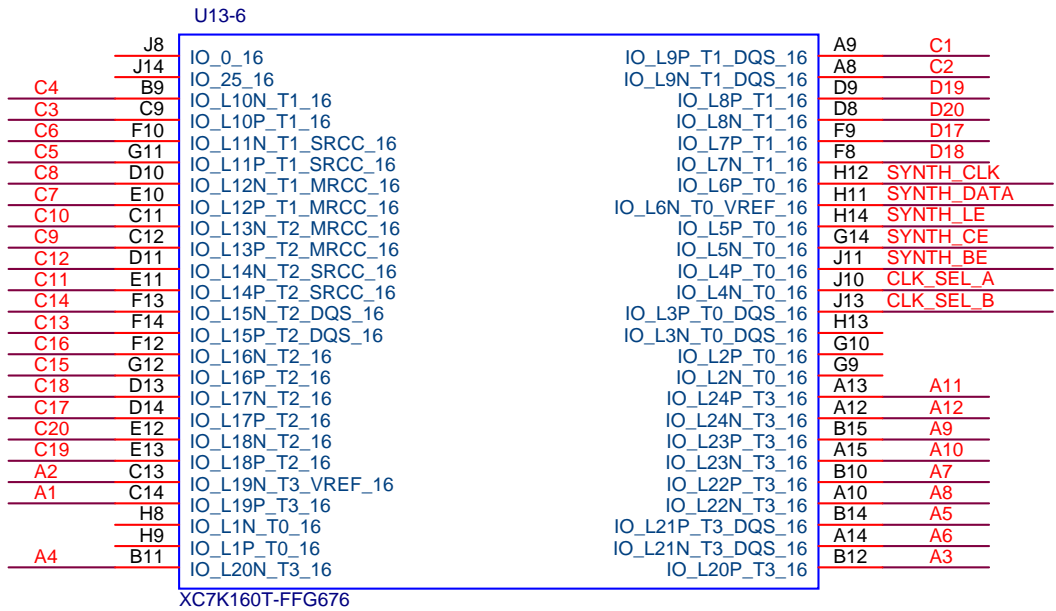 U13-6
J8 IO_0_16 IO_L9P_T1_DQS_16 A9 C1
J14 IO_25_16 IO_L9N_T1_DQS_16 A8 C2
C4 B9 IO_L10N_T1_16 IO_L8P_T1_16 D9 D19
C3 C9 IO_L10P_T1_16 IO_L8N_T1_16 D8 D20
C6 F10 IO_L11N_T1_SRCC_16 IO_L7P_T1_16 F9 D17
C5 G11 IO_L11P_T1_SRCC_16 IO_L7N_T1_16 F8 D18
C8 D10 IO_L12N_T1_MRCC_16 IO_L6P_T0_16 H12 SYNTH_CLK
C7 E10 IO_L12P_T1_MRCC_16 IO_L6N_T0_VREF_16 H11 SYNTH_DATA
C10 C11 IO_L13N_T2_MRCC_16 IO_L5P_T0_16 H14 SYNTH_LE
C9 C12 IO_L13P_T2_MRCC_16 IO_L5N_T0_16 G14 SYNTH_CE
C12 D11 IO_L14N_T2_SRCC_16 IO_L4P_T0_16 J11 SYNTH_BE
C11 E11 IO_L14P_T2_SRCC_16 IO_L4N_T0_16 J10 CLK_SEL_A
C14 F13 IO_L15N_T2_DQS_16 IO_L3P_T0_DQS_16 J13 CLK_SEL_B
C13 F14 IO_L15P_T2_DQS_16 IO_L3N_T0_DQS_16 H13
C16 F12 IO_L16N_T2_16 IO_L2P_T0_16 G10
C15 G12 IO_L16P_T2_16 IO_L2N_T0_16 G9
C18 D13 IO_L17N_T2_16 IO_L24P_T3_16 A13 A11
C17 D14 IO_L17P_T2_16 IO_L24N_T3_16 A12 A12
C20 E12 IO_L18N_T2_16 IO_L23P_T3_16 B15 A9
C19 E13 IO_L18P_T2_16 IO_L23N_T3_16 A15 A10
A2 C13 IO_L19N_T3_VREF_16 IO_L22P_T3_16 B10 A7
A1 C14 IO_L19P_T3_16 IO_L22N_T3_16 A10 A8
H8 IO_L1N_T0_16 IO_L21P_T3_DQS_16 B14 A5
H9 IO_L1P_T0_16 IO_L21N_T3_DQS_16 A14 A6
A4 B11 IO_L20N_T3_16 IO_L20P_T3_16 B12 A3
XC7K160T-FFG676